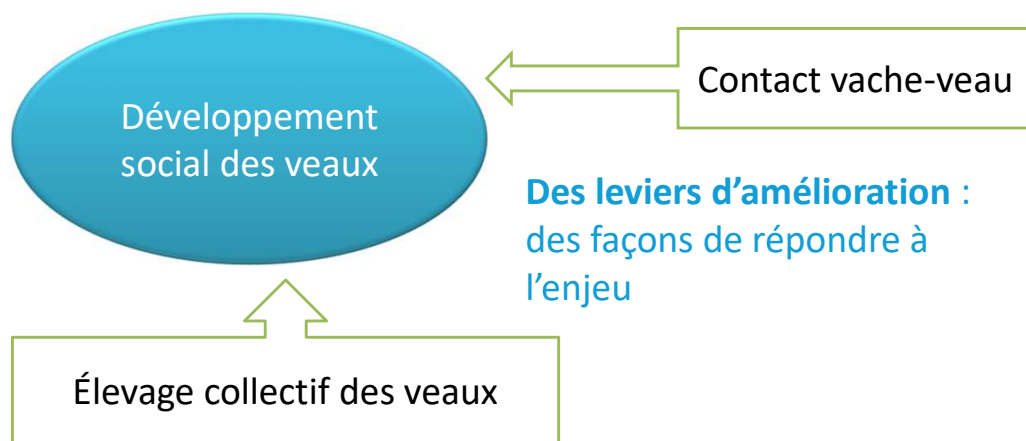 Développement
social des veaux
Contact vache-veau
Des leviers d’amélioration :
des façons de répondre à
l’enjeu
Élevage collectif des veaux